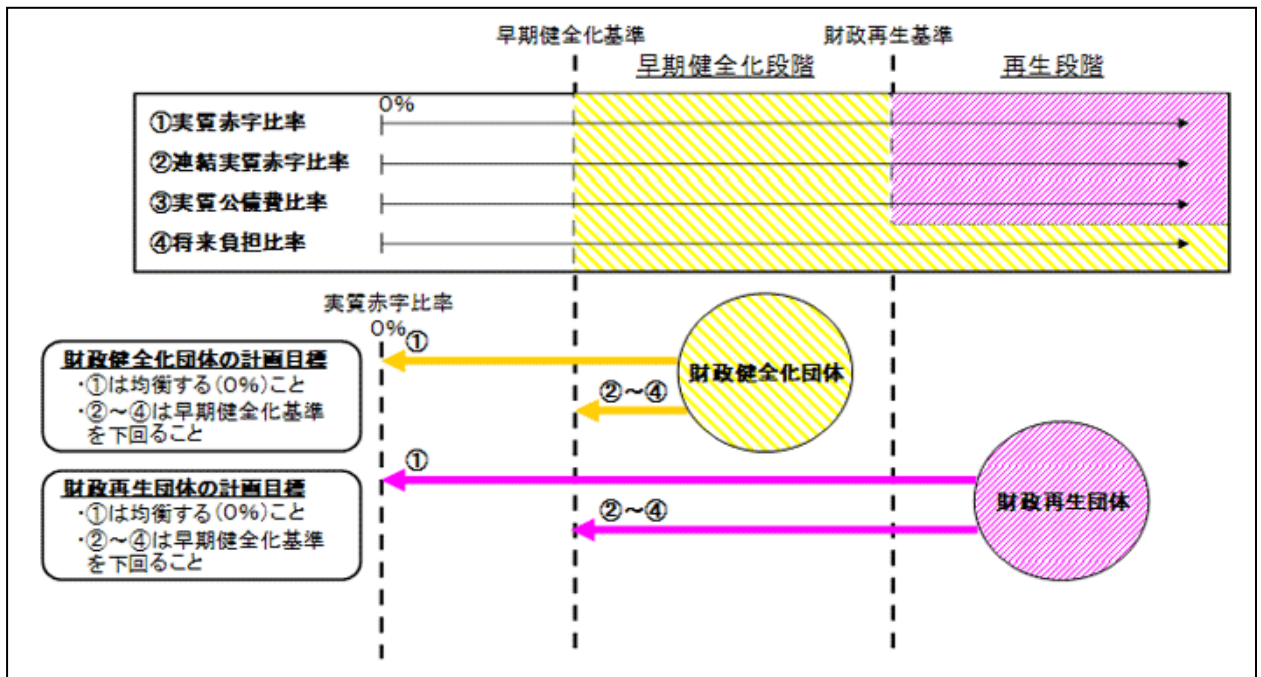 早期健全化基準
財政再生基準
早期健全化段階
再生段階
0%
①実質赤字比率
②連結実質赤字比率
③実質公債費比率
④将来負担比率
実質赤字比率
0%
①
財政健全化団体の計画目標
・①は均衡する(0%)こと
・②～④は早期健全化基準
を下回ること
財政健全化団体
②～④
①
財政再生団体の計画目標
・①は均衡する(0%)こと
・②～④は早期健全化基準
を下回ること
②～④
財政再生団体